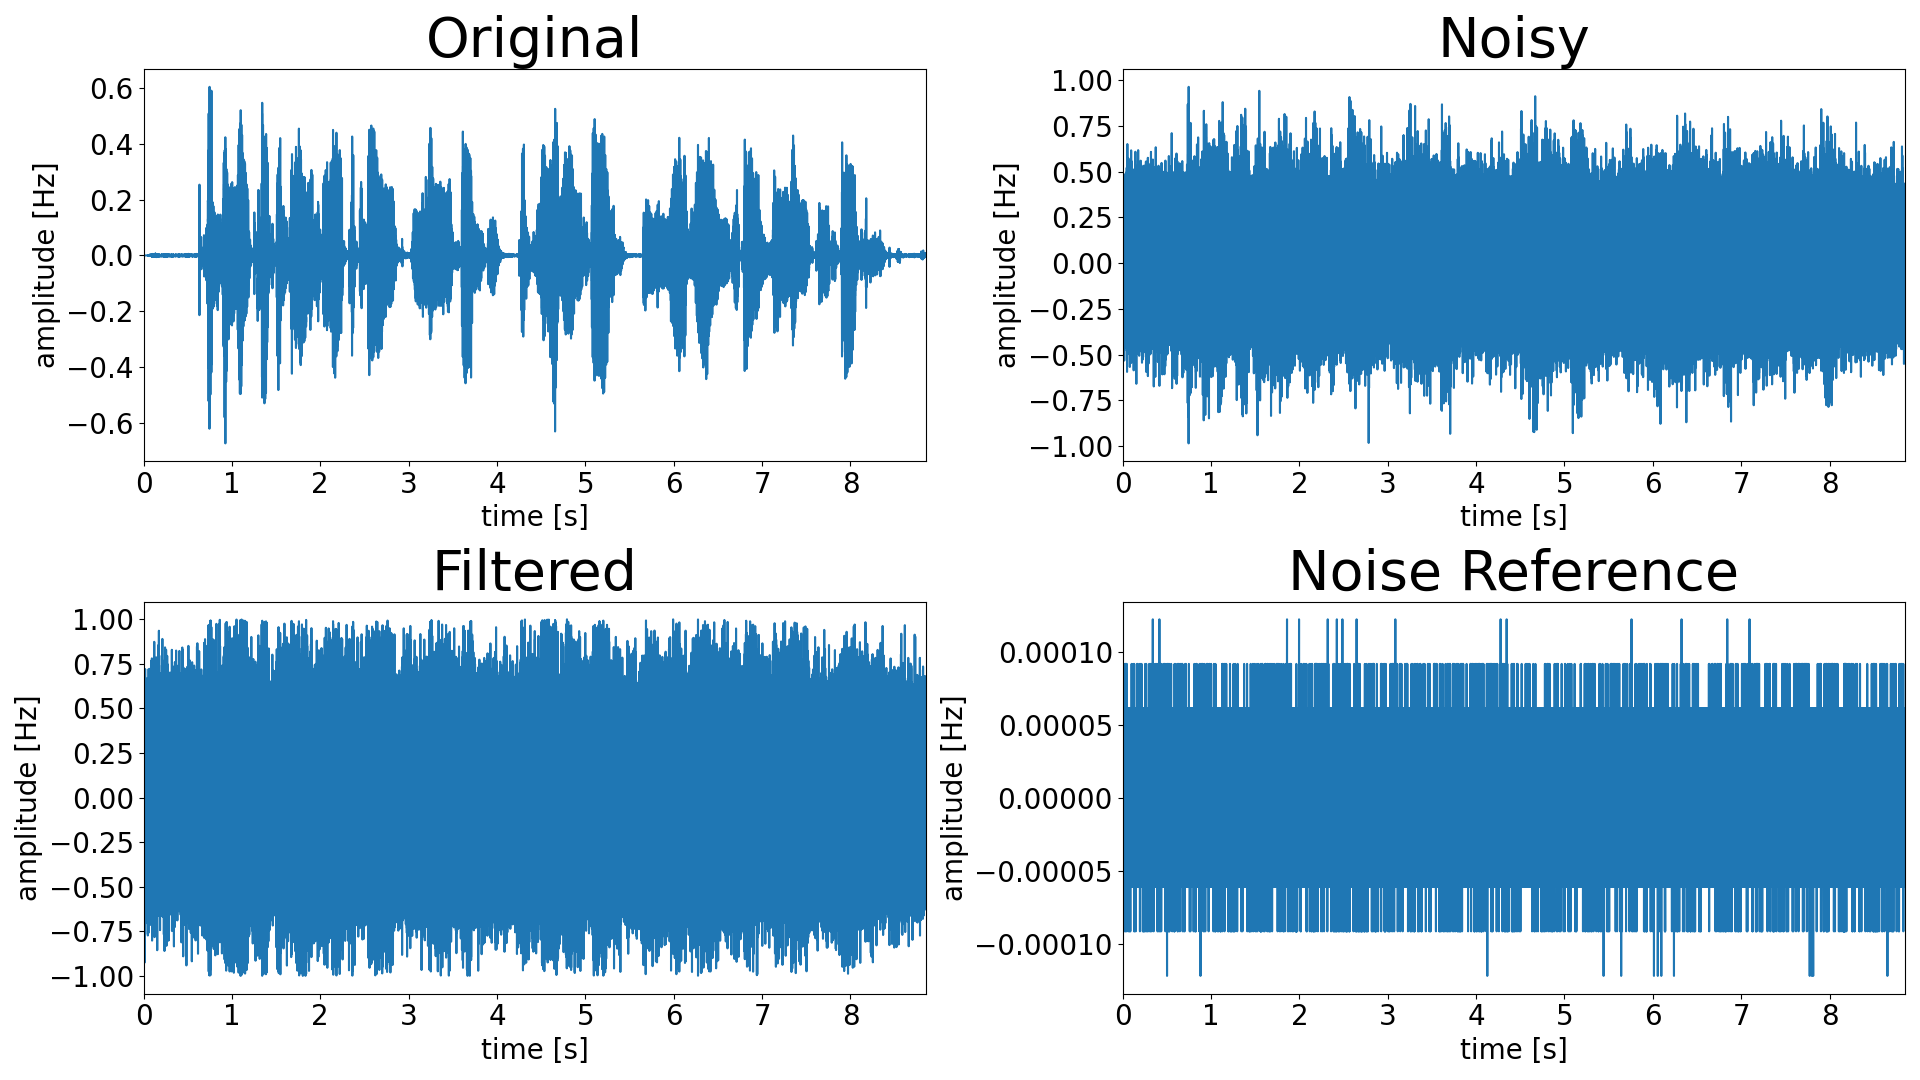 Original
0.6
0.4
0.2
0.0
−0.2
−0.4
−0.6
amplitude [Hz]
0 1 2 3 4 5 6 7 8
time [s]
Noisy
1.00
0.75
0.50
0.25
0.00
−0.25
−0.50
−0.75
−1.00
amplitude [Hz]
0 1 2 3 4 5 6 7 8
time [s]
Filtered
1.00
0.75
0.50
0.25
0.00
−0.25
−0.50
−0.75
−1.00
amplitude [Hz]
0 1 2 3 4 5 6 7 8
time [s]
Noise Reference
0.00010
0.00005
0.00000
−0.00005
−0.00010
amplitude [Hz]
0 1 2 3 4 5 6 7 8
time [s]